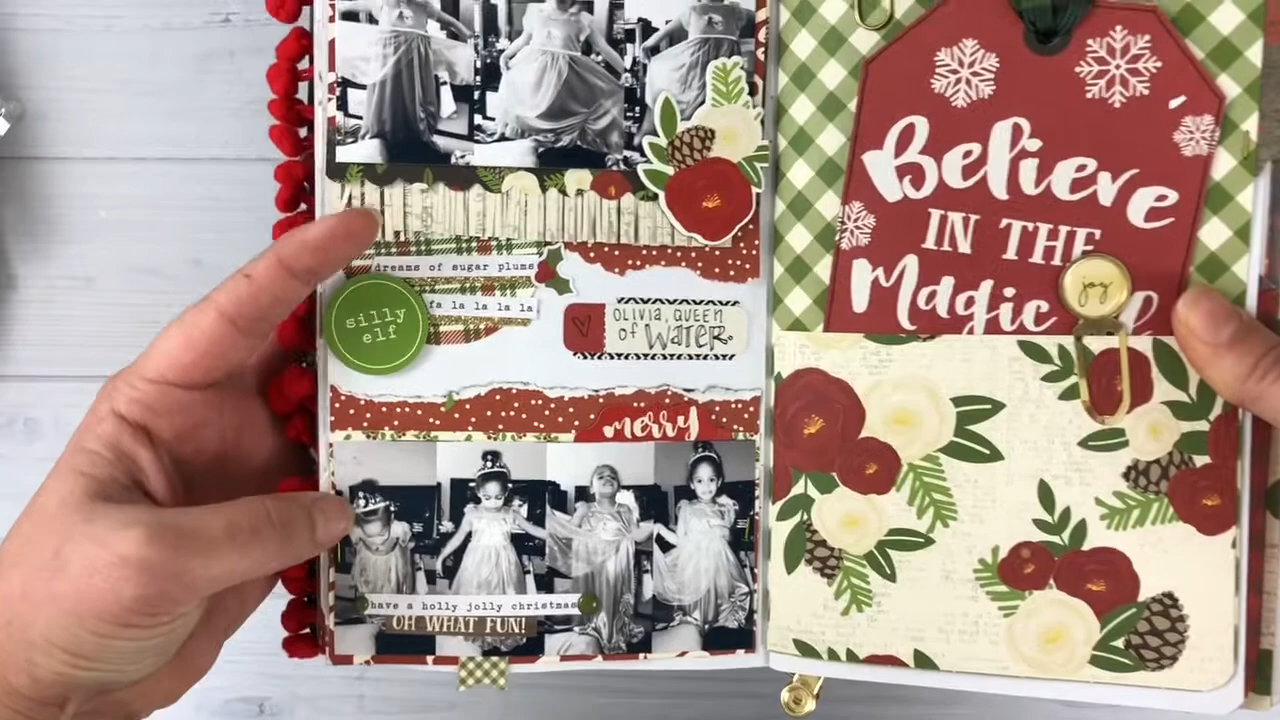 dreams of sugar plums
fa la la la la
silly
elf
OLIVIA, QUEEN
OF WATER.
merry
have a holly jolly christmas
OH WHAT FUN!
Believe
IN THE
Magic
joy